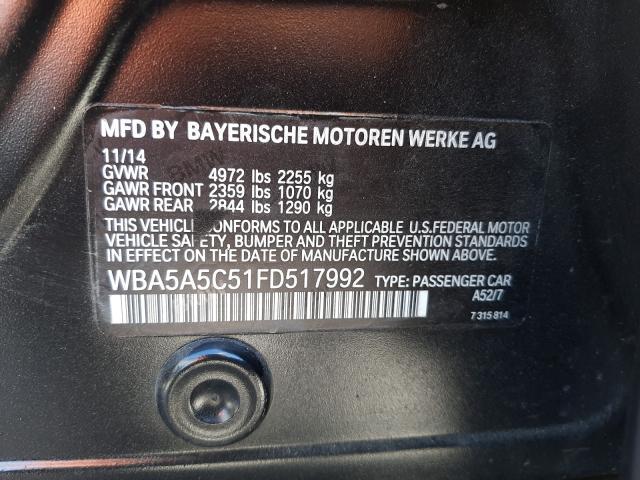 MFD BY BAYERISCHE MOTOREN WERKE AG
11/14
GVWR 4972 lbs 2255 kg
GAWR FRONT 2359 lbs 1070 kg
GAWR REAR 2844 lbs 1290 kg
THIS VEHICLE CONFORMS TO ALL APPLICABLE U.S.FEDERAL MOTOR
VEHICLE SAFETY, BUMPER AND THEFT PREVENTION STANDARDS
IN EFFECT ON THE DATE OF MANUFACTURE SHOWN ABOVE.
WBA5A5C51FD517992 TYPE: PASSENGER CAR
A52/7
7 315 814